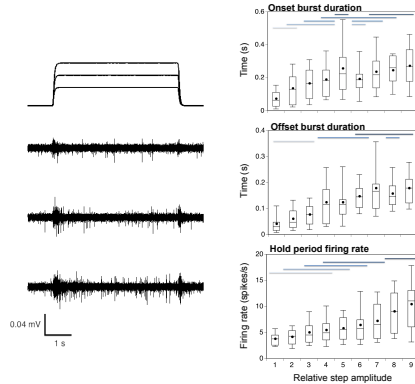 0.04 mV
1 s
Onset burst duration
Time (s)
0.6
0.4
0.2
0
Offset burst duration
Time (s)
0.4
0.3
0.2
0.1
0
Hold period firing rate
Firing rate (spikes/s)
20
15
10
5
0
1 2 3 4 5 6 7 8 9
Relative step amplitude